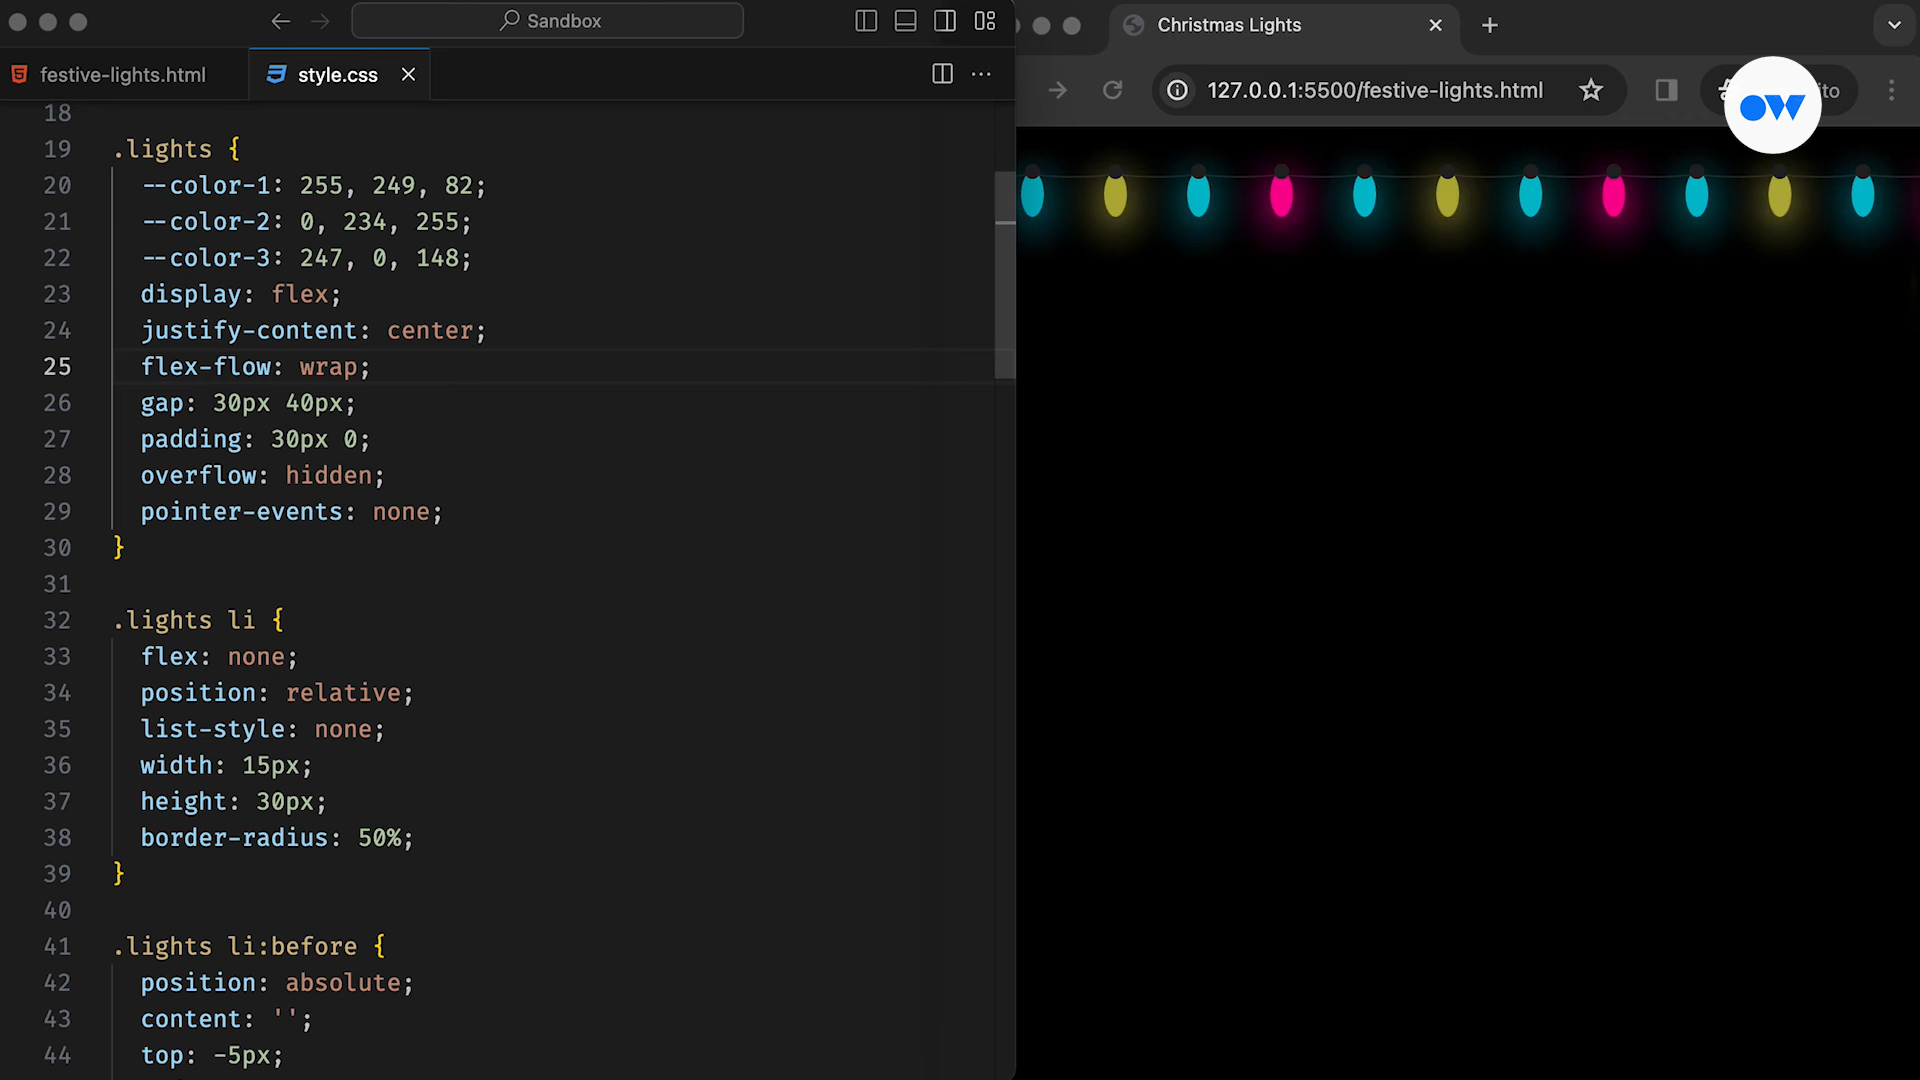 Sandbox
festive-lights.html
style.css
18
19 .lights {
20 --color-1: 255, 249, 82;
21 --color-2: 0, 234, 255;
22 --color-3: 247, 0, 148;
23 display: flex;
24 justify-content: center;
25 flex-flow: wrap;
26 gap: 30px 40px;
27 padding: 30px 0;
28 overflow: hidden;
29 pointer-events: none;
30 }
31
32 .lights li {
33 flex: none;
34 position: relative;
35 list-style: none;
36 width: 15px;
37 height: 30px;
38 border-radius: 50%;
39 }
40
41 .lights li:before {
42 position: absolute;
43 content: '';
44 top: -5px;
Christmas Lights
127.0.0.1:5500/festive-lights.html
OW
ito